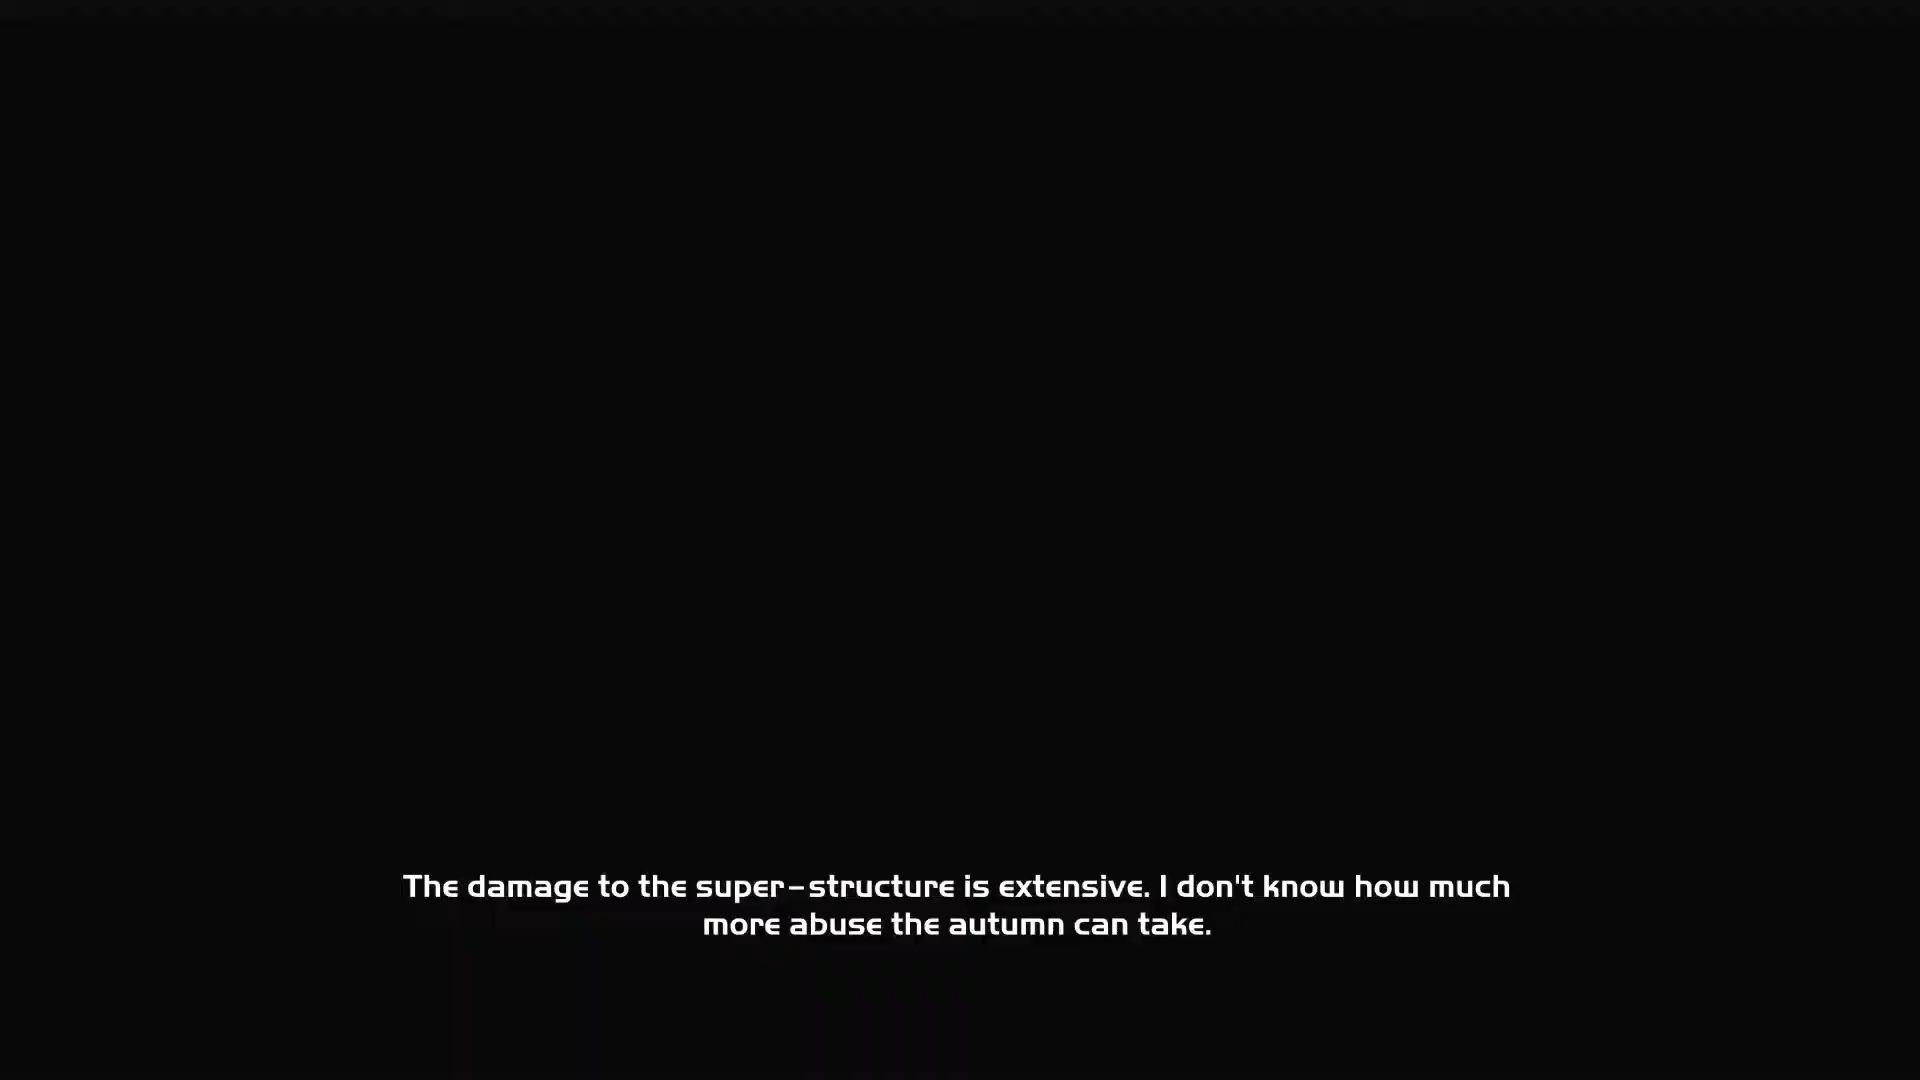 The damage to the super-structure is extensive. I don't know how much
more abuse the autumn can take.